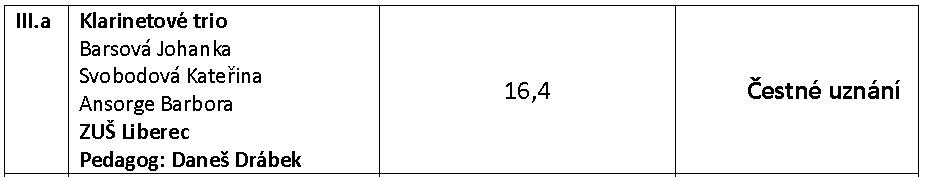 III.a
Klarinetové trio
Barsová Johanka
Svobodová Kateřina
Ansorge Barbora
ZUŠ Liberec
Pedagog: Daneš Drábek
16,4
Čestné uznání